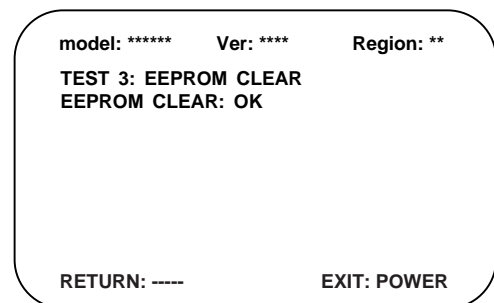 model: ****** Ver: **** Region: **
TEST 3: EEPROM CLEAR
EEPROM CLEAR: OK
RETURN: ----- EXIT: POWER